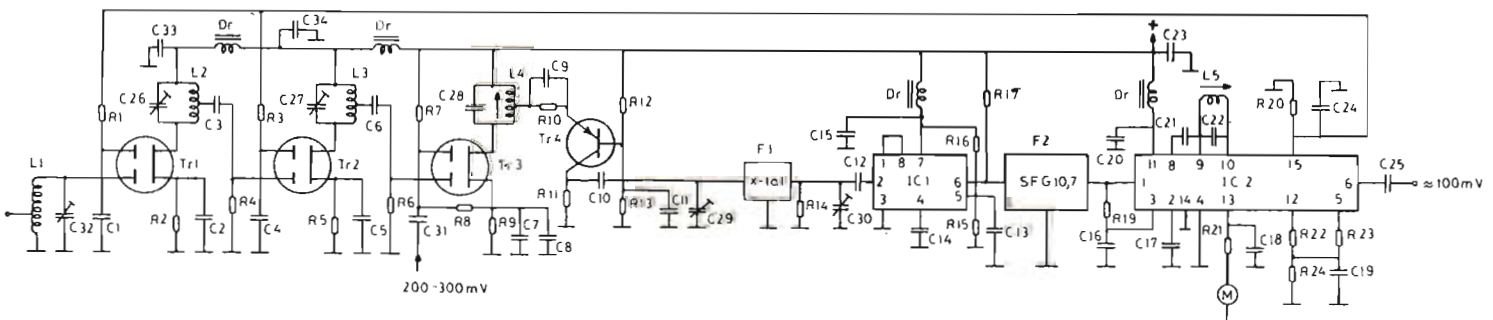 C33
Dr
C34
Dr
+
C23
L2
L3
L4
C9
L5
C26
C3
C27
C6
C28
R10
R12
Dr
R17
Dr
R20
C24
R1
R3
R7
Tr4
C15
R16
F2
C21
C22
C20
Tr1
Tr2
Tr3
F1
C12
1 8 7
11 8 9 10 15
L1
X-tal
2 IC1 6
5
SFG10,7
1 IC2 6
C25
≈100mV
R11
C10
3 4
3 2 14 4 13 12 5
C32
C1
R2
C2
R4
C4
R5
C5
R6
C31
R8
R9
C7
C8
R13
C11
C29
R14
C30
C14
R15
C13
R19
C16
C17
R21
C18
R22
R23
R24
C19
200-300mV
M